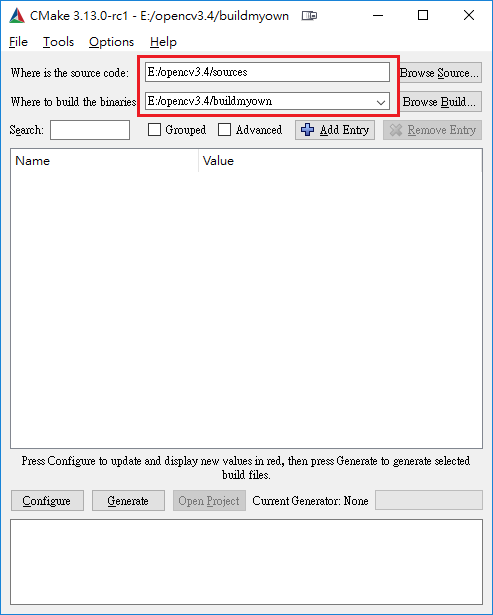 CMake 3.13.0-rc1 - E:/opencv3.4/buildmyown
File Tools Options Help
Where is the source code: E:/opencv3.4/sources Browse Source...
Where to build the binaries E:/opencv3.4/buildmyown Browse Build...
Search: Grouped Advanced Add Entry Remove Entry
Name Value
Press Configure to update and display new values in red, then press Generate to generate selected
build files.
Configure Generate Open Project Current Generator: None